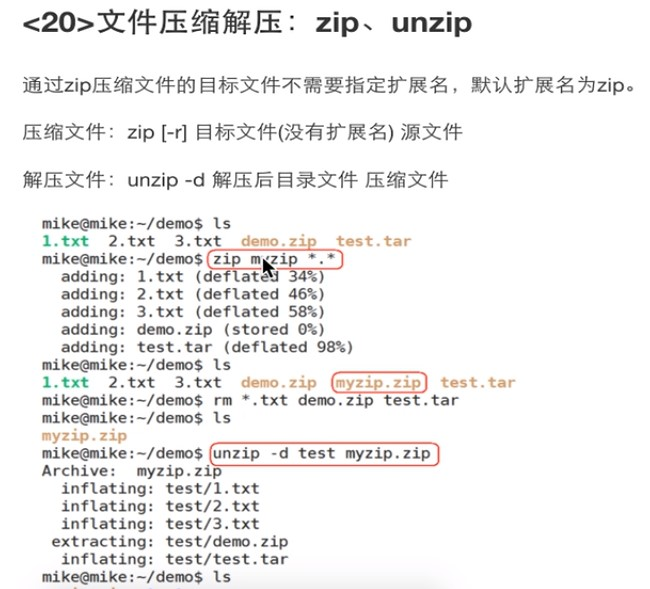 <20>文件压缩解压：zip、unzip
通过zip压缩文件的目标文件不需要指定扩展名，默认扩展名为zip。
压缩文件：zip [-r] 目标文件(没有扩展名) 源文件
解压文件：unzip -d 解压后目录文件 压缩文件
mike@mike:~/demo$ ls
1.txt 2.txt 3.txt demo.zip test.tar
mike@mike:~/demo$ zip myzip *.*
adding: 1.txt (deflated 34%)
adding: 2.txt (deflated 46%)
adding: 3.txt (deflated 58%)
adding: demo.zip (stored 0%)
adding: test.tar (deflated 98%)
mike@mike:~/demo$ ls
1.txt 2.txt 3.txt demo.zip myzip.zip test.tar
mike@mike:~/demo$ rm *.txt demo.zip test.tar
mike@mike:~/demo$ ls
myzip.zip
mike@mike:~/demo$ unzip -d test myzip.zip
Archive: myzip.zip
inflating: test/1.txt
inflating: test/2.txt
inflating: test/3.txt
extracting: test/demo.zip
inflating: test/test.tar
mike@mike:~/demo$ ls